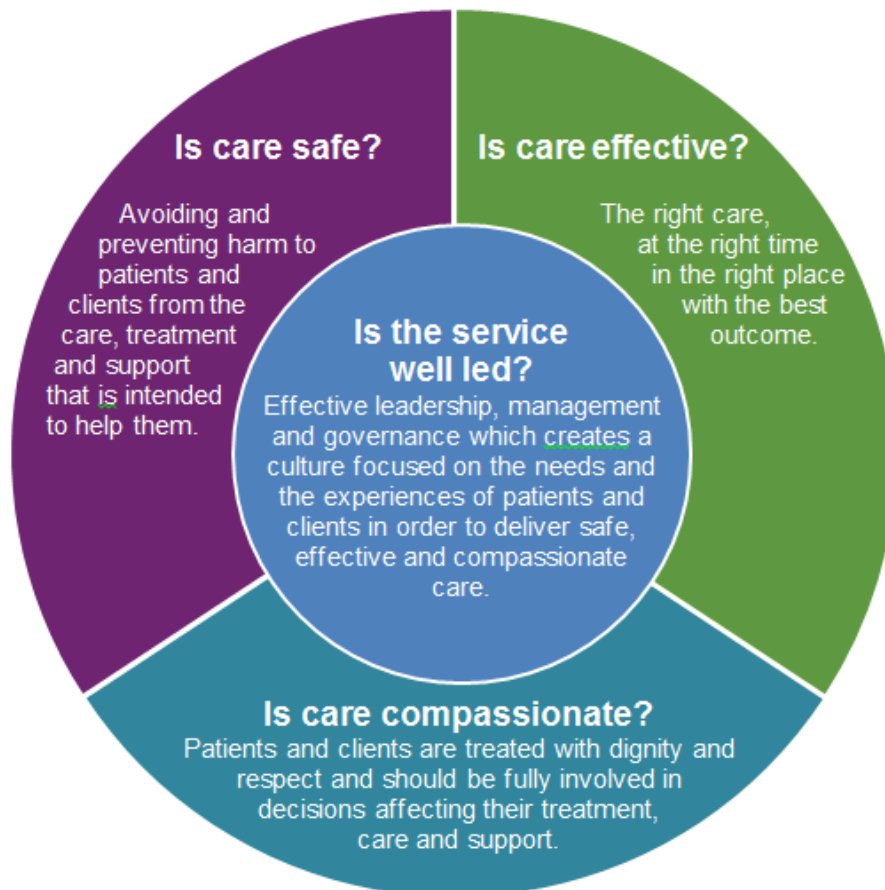 Is care safe?
Avoiding and
preventing harm to
patients and
clients from the
care, treatment
and support
that is intended
to help them.
Is care effective?
The right care,
at the right time
in the right place
with the best
outcome.
Is the service
well led?
Effective leadership, management
and governance which creates a
culture focused on the needs and
the experiences of patients and
clients in order to deliver safe,
effective and compassionate
care.
Is care compassionate?
Patients and clients are treated with dignity and
respect and should be fully involved in
decisions affecting their treatment,
care and support.